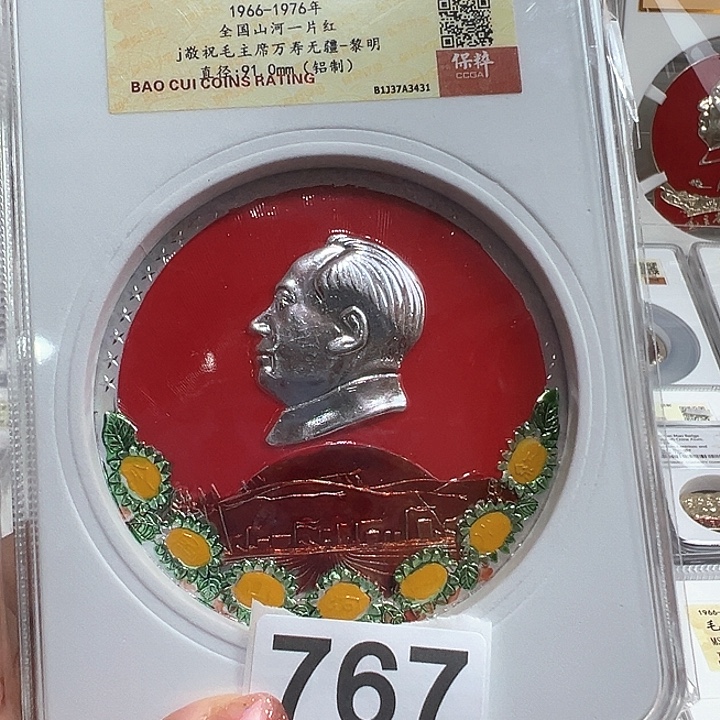 1966-1976年
全国山河一片红
j敬祝毛主席万寿无疆-黎明
直径:91.0mm (铝制)
BAO CUI COINS RATING
B1J37A3431
保粹
CCGA
767